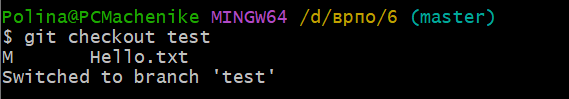 Polina@PCMachenike MINGW64 /d/врпо/6 (master)
$ git checkout test
M       Hello.txt
Switched to branch 'test'